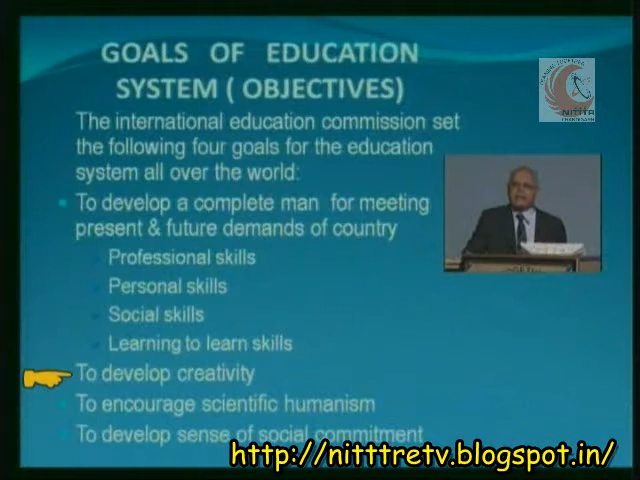 GOALS OF EDUCATION
SYSTEM ( OBJECTIVES)
The international education commission set
the following four goals for the education
system all over the world:
To develop a complete man for meeting
present & future demands of country
Professional skills
Personal skills
Social skills
Learning to learn skills
To develop creativity
To encourage scientific humanism
To develop sense of social commitment
NITTTR
CHANDIGARH
http://nitttretv.blogspot.in/